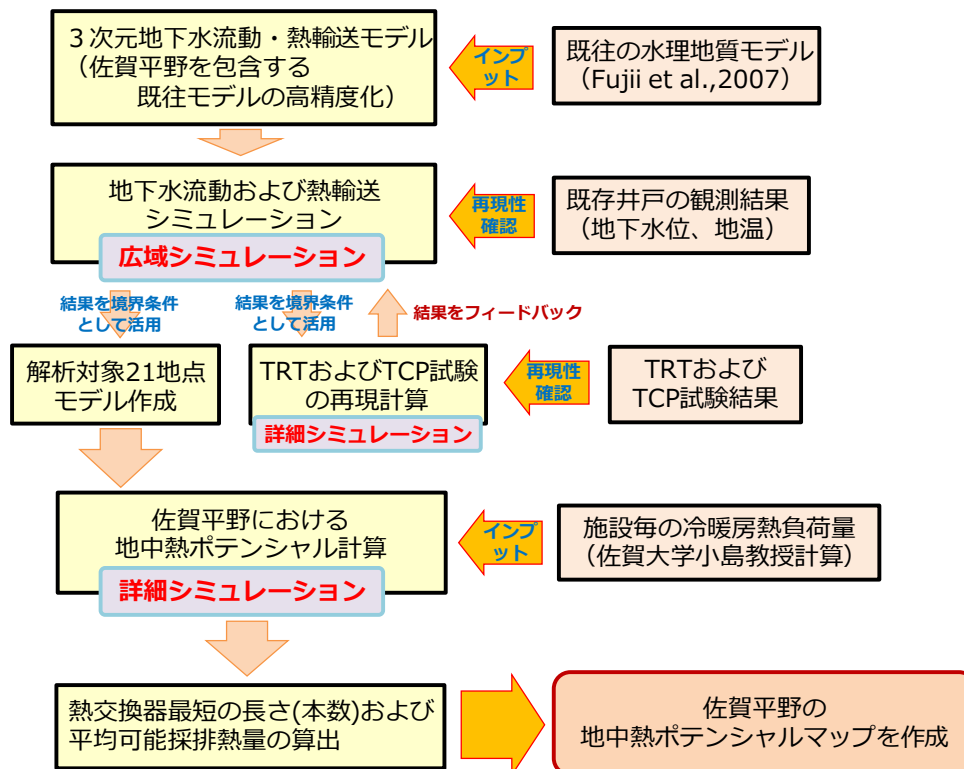 ３次元地下水流動・熱輸送モデル
（佐賀平野を包含する
既往モデルの高精度化）
インプ
ット
既往の水理地質モデル
（Fujii et al.,2007）
地下水流動および熱輸送
シミュレーション
広域シミュレーション
再現性
確認
既存井戸の観測結果
（地下水位、地温）
結果を境界条件
として活用
結果を境界条件
として活用
結果をフィードバック
解析対象21地点
モデル作成
TRTおよびTCP試験
の再現計算
詳細シミュレーション
再現性
確認
TRTおよび
TCP試験結果
佐賀平野における
地中熱ポテンシャル計算
詳細シミュレーション
インプ
ット
施設毎の冷暖房熱負荷量
（佐賀大学小島教授計算）
熱交換器最短の長さ(本数)および
平均可能採排熱量の算出
佐賀平野の
地中熱ポテンシャルマップを作成